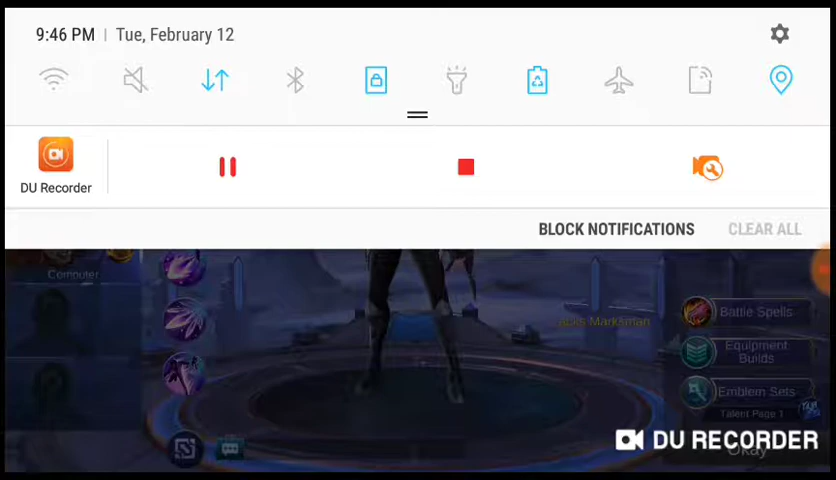 9:46 PM | Tue, February 12
DU Recorder
BLOCK NOTIFICATIONS
CLEAR ALL
Computer
Marksman
Battle Spells
Equipment
Builds
Emblem Sets
Talent Page 1
DU RECORDER
Okay